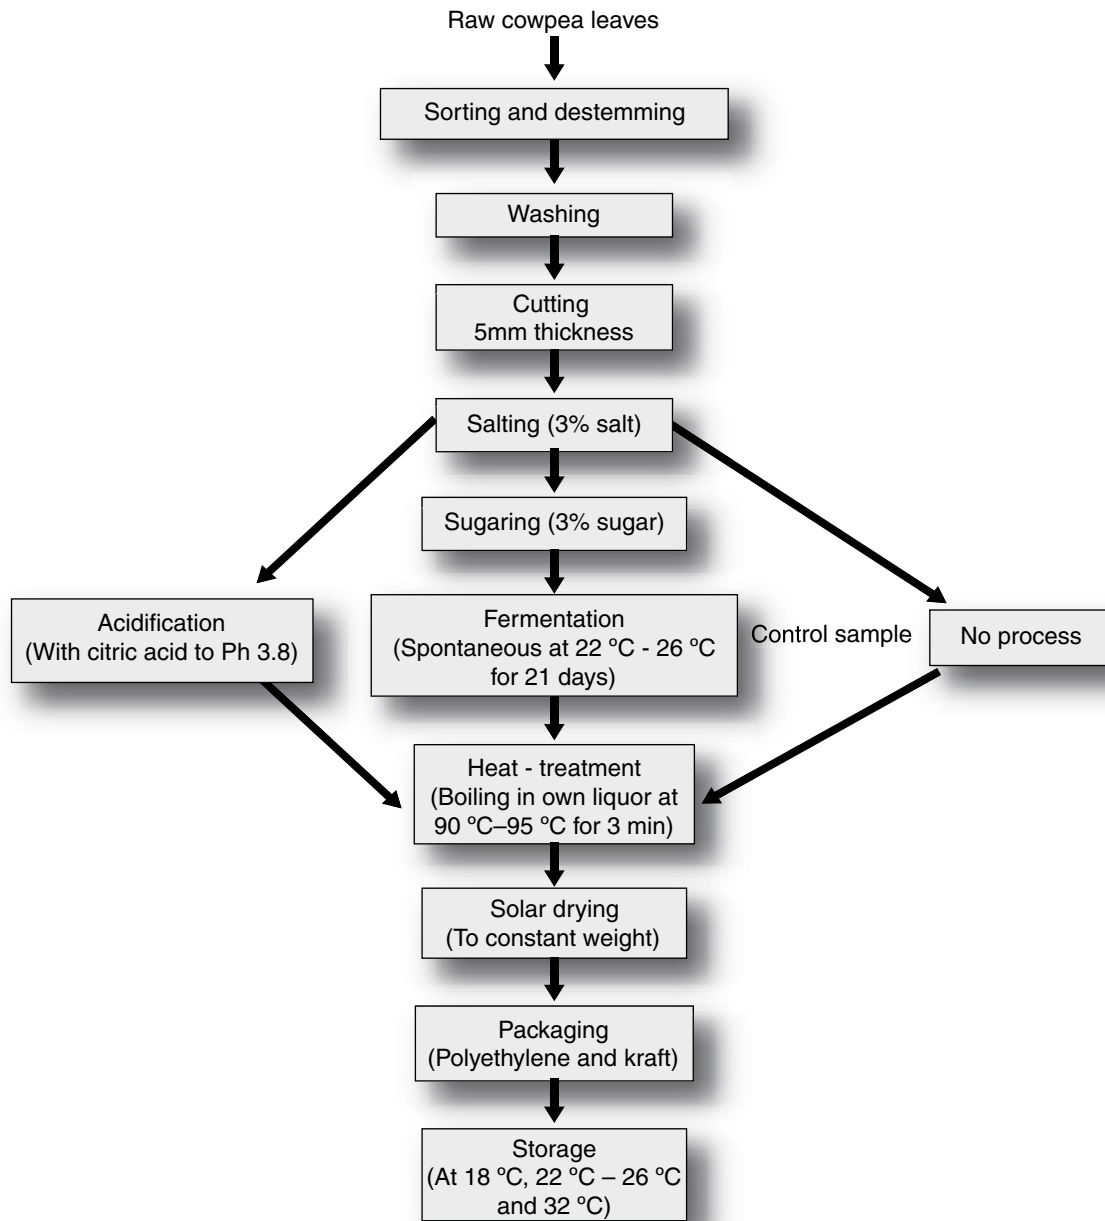 Raw cowpea leaves
Sorting and destemming
Washing
Cutting
5mm thickness
Salting (3% salt)
Sugaring (3% sugar)
Acidification
(With citric acid to Ph 3.8)
Fermentation
(Spontaneous at 22 ºC - 26 ºC
for 21 days)
Control sample
No process
Heat - treatment
(Boiling in own liquor at
90 ºC–95 ºC for 3 min)
Solar drying
(To constant weight)
Packaging
(Polyethylene and kraft)
Storage
(At 18 ºC, 22 ºC – 26 ºC
and 32 ºC)